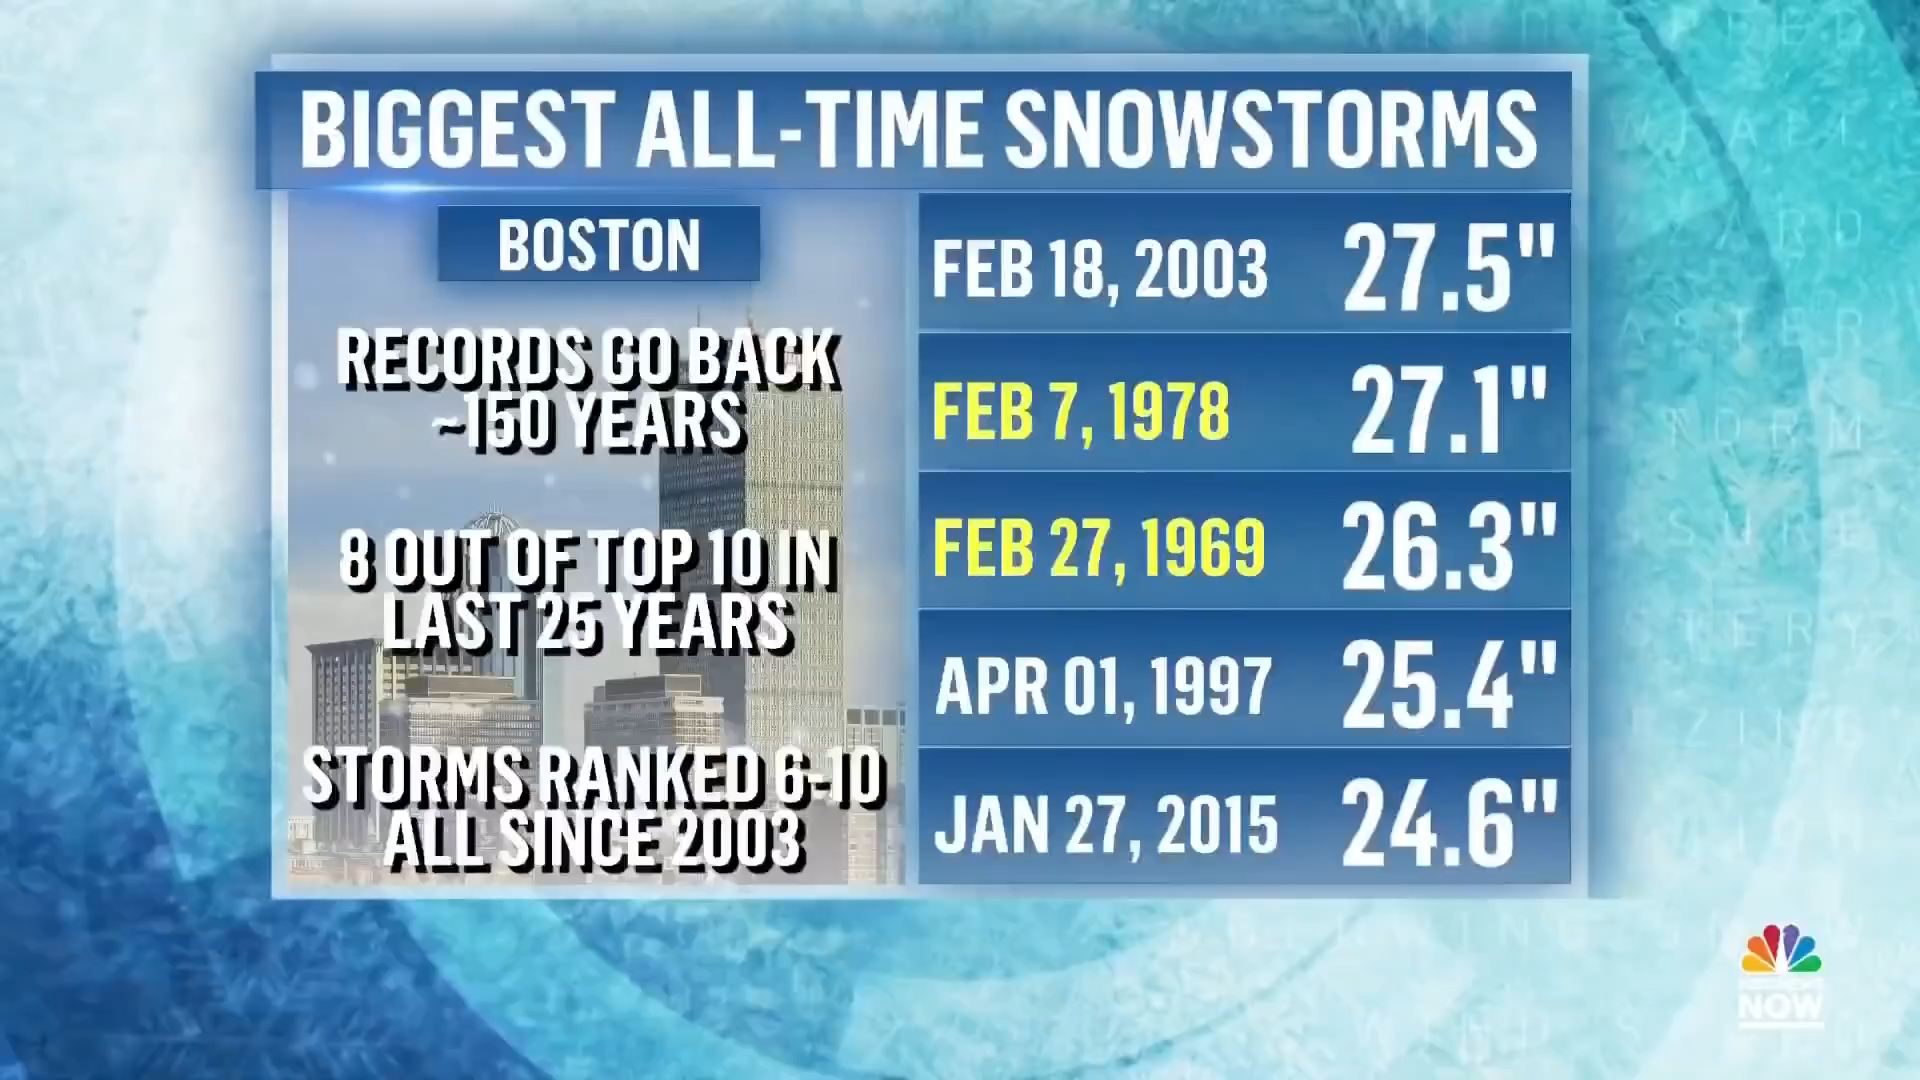 BIGGEST ALL-TIME SNOWSTORMS
BOSTON
RECORDS GO BACK
~150 YEARS
8 OUT OF TOP 10 IN
LAST 25 YEARS
STORMS RANKED 6-10
ALL SINCE 2003
FEB 18, 2003 27.5"
FEB 7, 1978 27.1"
FEB 27, 1969 26.3"
APR 01, 1997 25.4"
JAN 27, 2015 24.6"
NOW